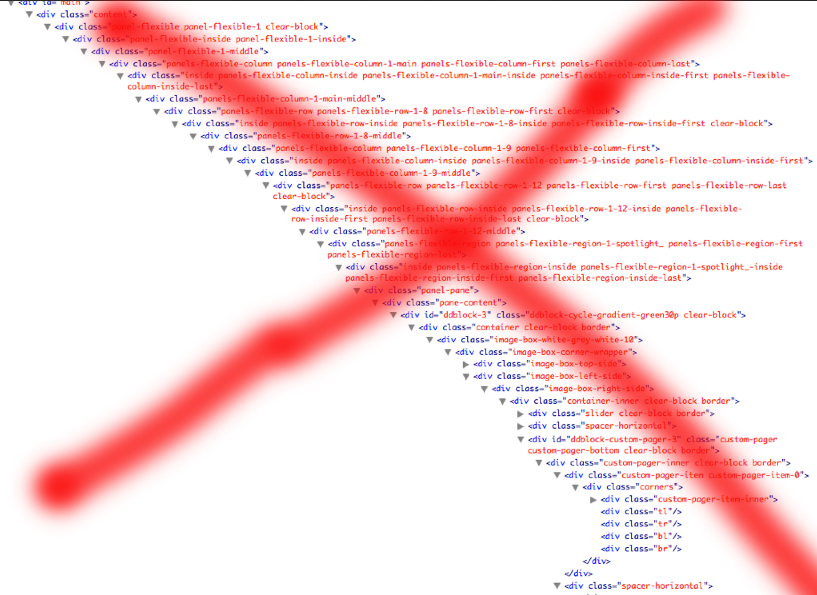 <div id="main">
<div class="content">
<div class="panel-flexible panel-flexible-1 clear-block">
<div class="panel-flexible-inside panel-flexible-1-inside">
<div class="panel-flexible-1-middle">
<div class="panels-flexible-column panels-flexible-column-1-main panels-flexible-column-first panels-flexible-column-last">
<div class="inside panels-flexible-column-inside panels-flexible-column-1-main-inside panels-flexible-column-inside-first panels-flexible-
column-inside-last">
<div class="panels-flexible-column-1-main-middle">
<div class="panels-flexible-row panels-flexible-row-1-8 panels-flexible-row-first clear-block">
<div class="inside panels-flexible-row-inside panels-flexible-row-1-8-inside panels-flexible-row-inside-first clear-block">
<div class="panels-flexible-row-1-8-middle">
<div class="panels-flexible-column panels-flexible-column-1-9 panels-flexible-column-first">
<div class="inside panels-flexible-column-inside panels-flexible-column-1-9-inside panels-flexible-column-inside-first">
<div class="panels-flexible-column-1-9-middle">
<div class="panels-flexible-row panels-flexible-row-1-12 panels-flexible-row-first panels-flexible-row-last
clear-block">
<div class="inside panels-flexible-row-inside panels-flexible-row-1-12-inside panels-flexible-
row-inside-first panels-flexible-row-inside-last clear-block">
<div class="panels-flexible-row-1-12-middle">
<div class="panels-flexible-region panels-flexible-region-1-spotlight_ panels-flexible-region-first
panels-flexible-region-last">
<div class="inside panels-flexible-region-inside panels-flexible-region-1-spotlight_-inside
panels-flexible-region-inside-first panels-flexible-region-inside-last">
<div class="panel-pane">
<div class="pane-content">
<div id="ddblock-3" class="ddblock-cycle-gradient-green30p clear-block">
<div class="container clear-block border">
<div class="image-box-white-grey-white-10">
<div class="image-box-corner-wrapper">
<div class="image-box-top-side">
<div class="image-box-left-side">
<div class="image-box-right-side">
<div class="container-inner clear-block border">
<div class="slider clear-block border">
<div class="spacer-horizontal">
<div id="ddblock-custom-pager-3" class="custom-pager
custom-pager-bottom clear-block border">
<div class="custom-pager-inner clear-block border">
<div class="custom-pager-item custom-pager-item-0">
<div class="corners">
<div class="custom-pager-item-inner">
<div class="tl"/>
<div class="tr"/>
<div class="bl"/>
<div class="br"/>
</div>
</div>
<div class="spacer-horizontal">